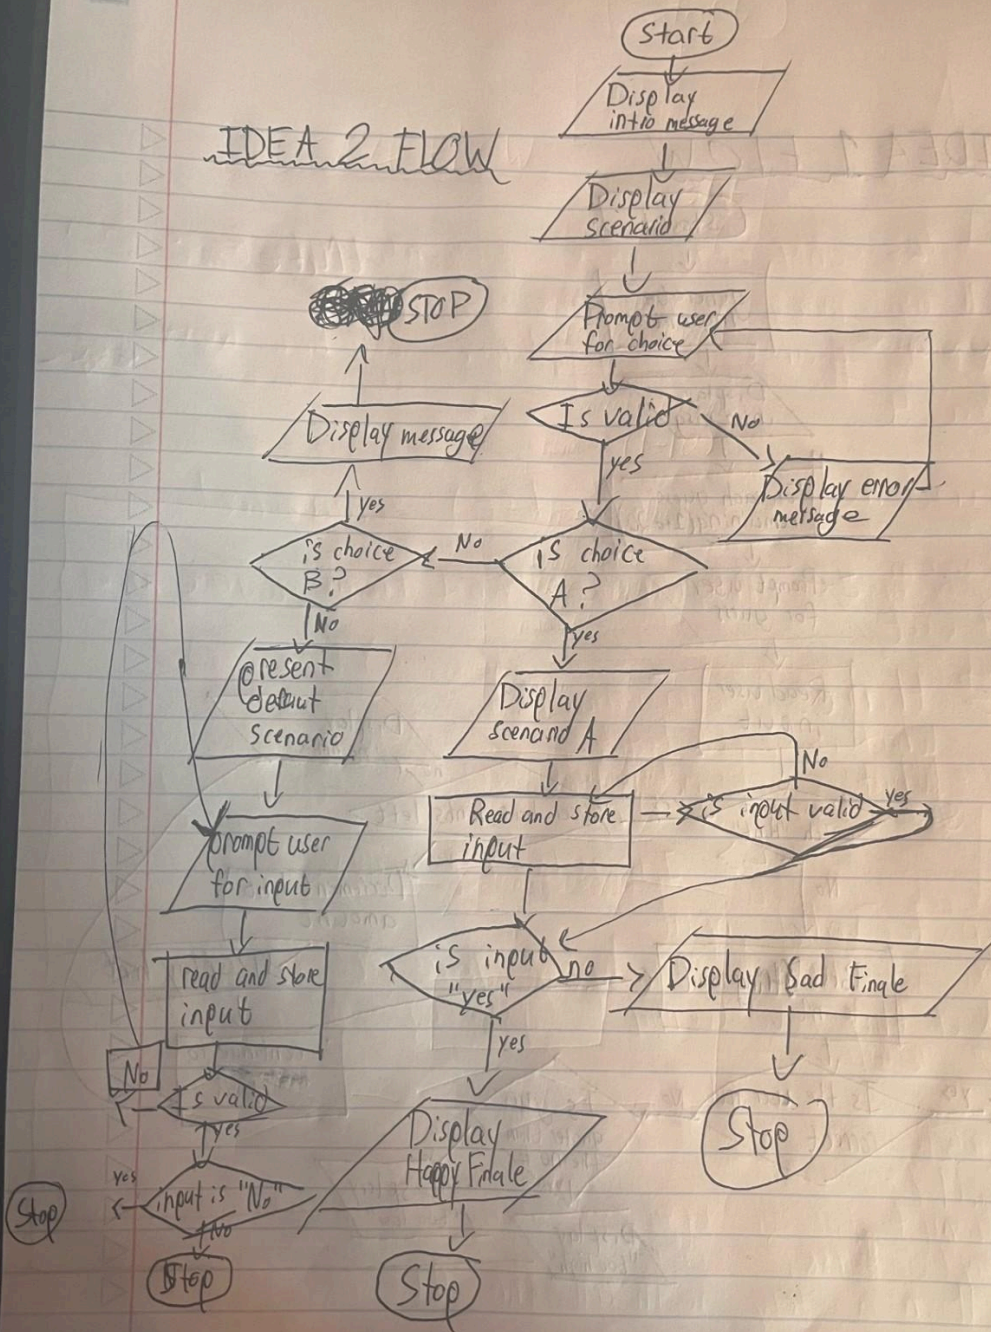 Start
Display
intro message
IDEA 2 FLOW
Display
scenario
STOP
Prompt user
for choice
Is valid
No
yes
Display message
Display error
message
yes
is choice
B?
No
is choice
A?
No
yes
present
scenario
Display
scenario A
No
Read and store
input
is input valid
yes
prompt user
for input
is input
"yes"
no
Display Sad Finale
read and store
input
yes
No
Is valid
yes
Display
Happy Finale
Stop
yes
input is "No"
Stop
No
Stop
Stop